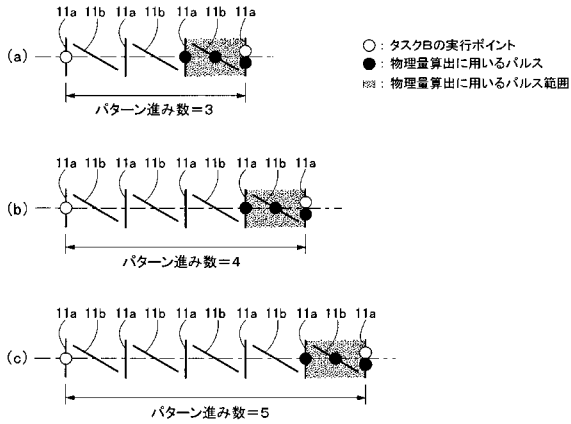 11a 11b 11a 11b 11a 11b 11a
(a)
パターン進み数=3
○: タスクBの実行ポイント
●: 物理量算出に用いるパルス
: 物理量算出に用いるパルス範囲
11a 11b 11a 11b 11a 11b 11a 11b 11a
(b)
パターン進み数=4
11a 11b 11a 11b 11a 11b 11a 11b 11a 11b 11a
(c)
パターン進み数=5